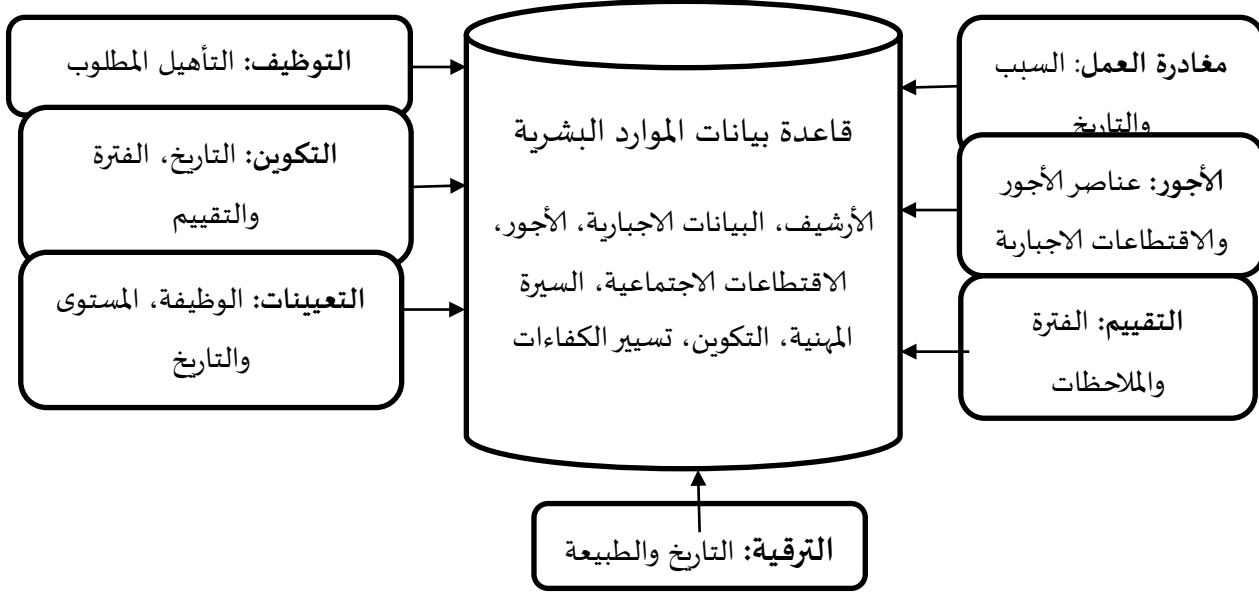 مغادرة العمل: السبب
والتاريخ
الأجور: عناصر الأجور
والاقتطاعات الاجبارية
التقييم: الفترة
والملاحظات
قاعدة بيانات الموارد البشرية
الأرشيف، البيانات الاجبارية، الأجور،
الاقتطاعات الاجتماعية، السيرة
المهنية، التكوين، تسيير الكفاءات
التوظيف: التأهيل المطلوب
التكوين: التاريخ، الفترة
والتقييم
التعيينات: الوظيفة، المستوى
والتاريخ
الترقية: التاريخ والطبيعة